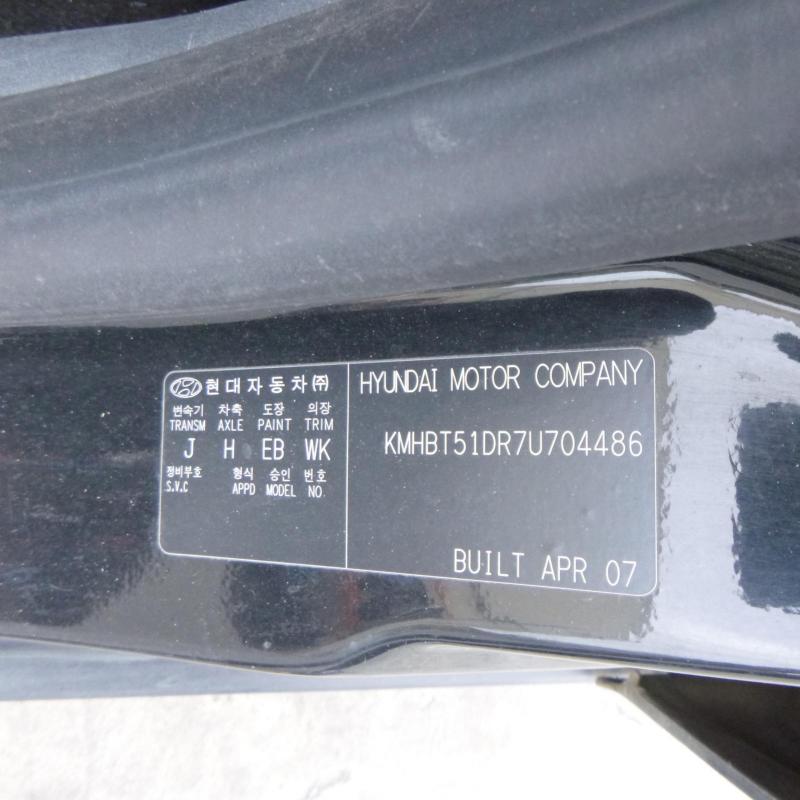 현대자동차㈜
변속기 차축 도장 의장
TRANSM AXLE PAINT TRIM
J H EB WK
정비부호 형식 승인 번호
S.V.C APPD MODEL NO.
HYUNDAI MOTOR COMPANY
KMHBT51DR7U704486
BUILT APR 07